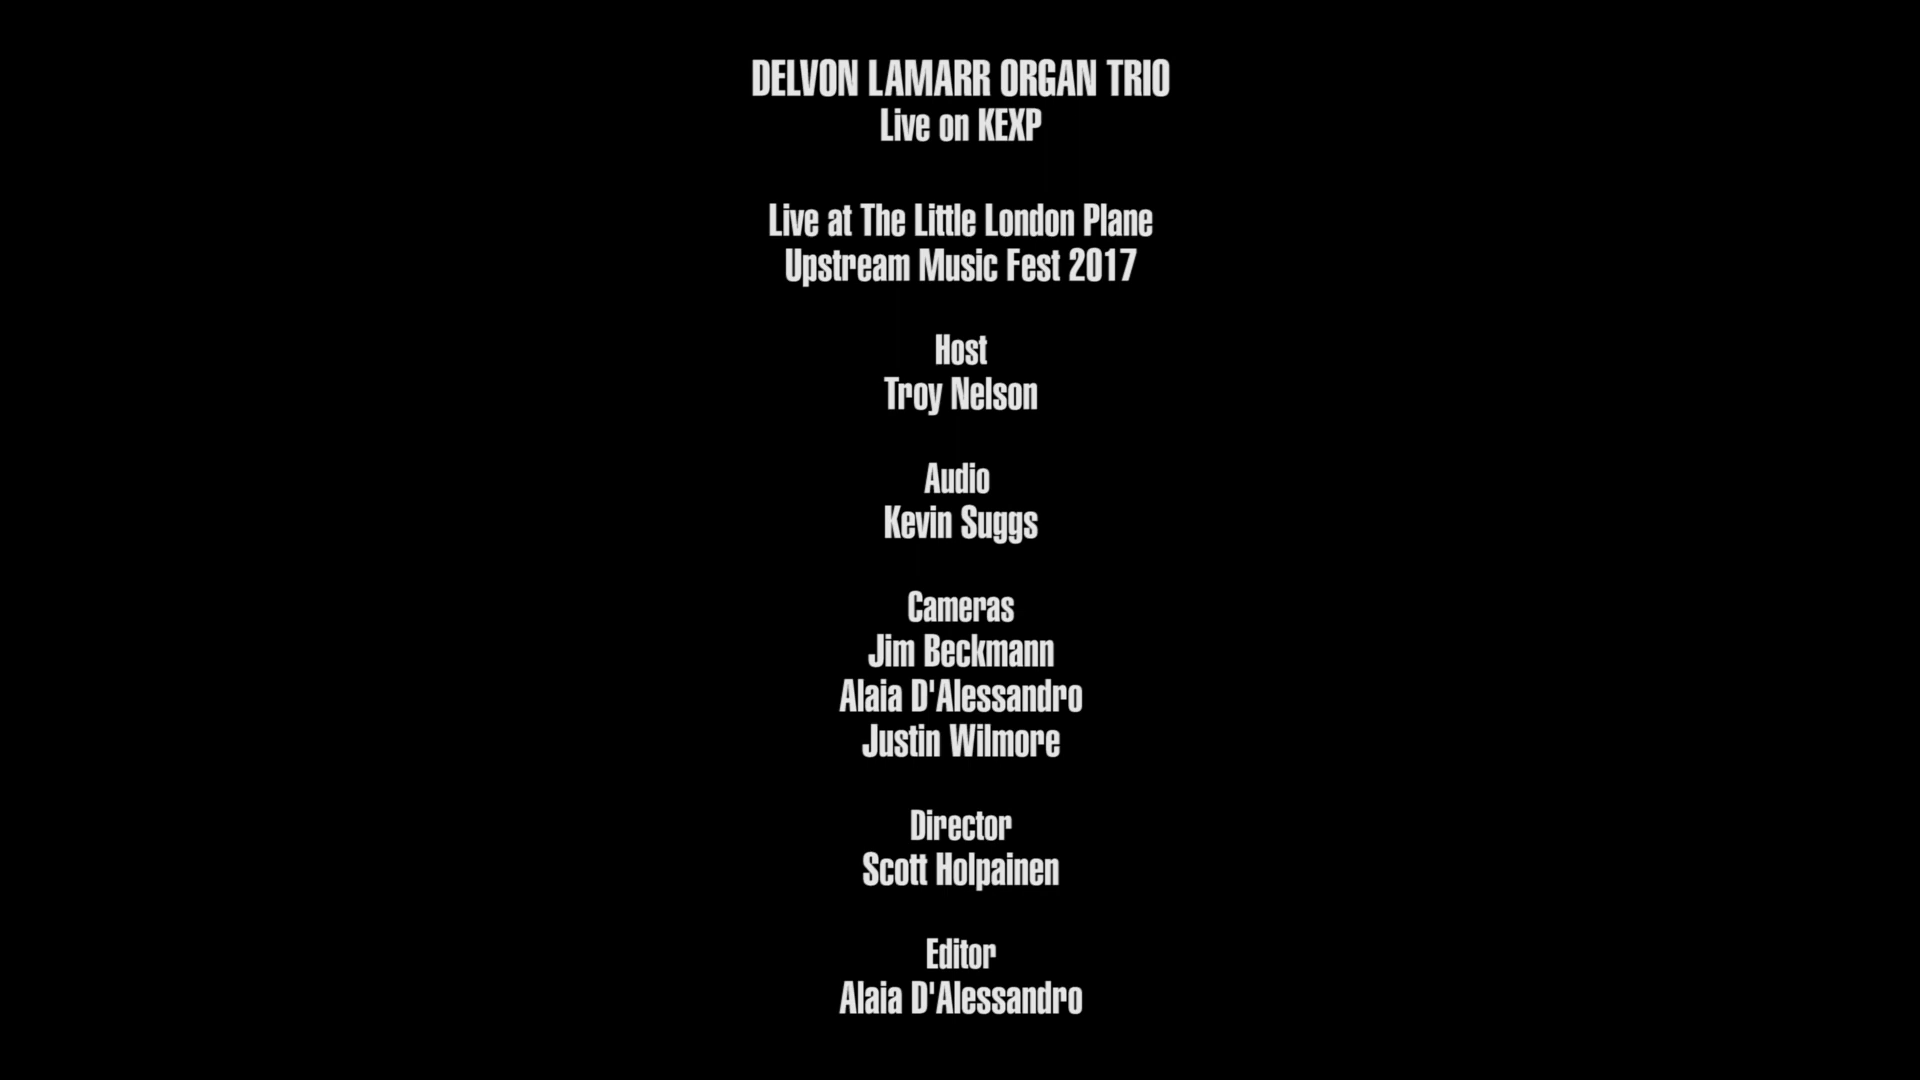 DELVON LAMARR ORGAN TRIO
Live on KEXP
Live at The Little London Plane
Upstream Music Fest 2017
Host
Troy Nelson
Audio
Kevin Suggs
Cameras
Jim Beckmann
Alaia D'Alessandro
Justin Wilmore
Director
Scott Holpainen
Editor
Alaia D'Alessandro